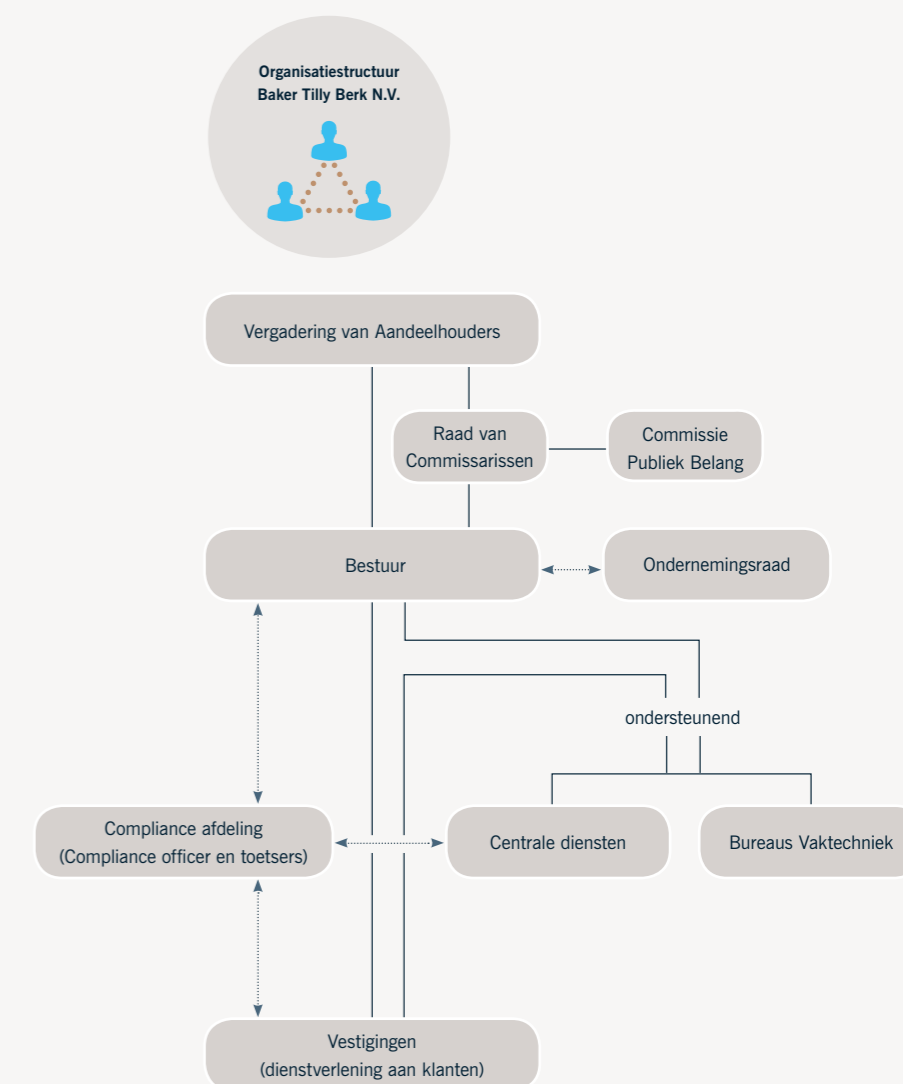 Organisatiestructuur
Baker Tilly Berk N.V.
Vergadering van Aandeelhouders
Raad van
Commissarissen
Commissie
Publiek Belang
Bestuur
Ondernemingsraad
ondersteunend
Compliance afdeling
(Compliance officer en toetsers)
Centrale diensten
Bureaus Vaktechniek
Vestigingen
(dienstverlening aan klanten)